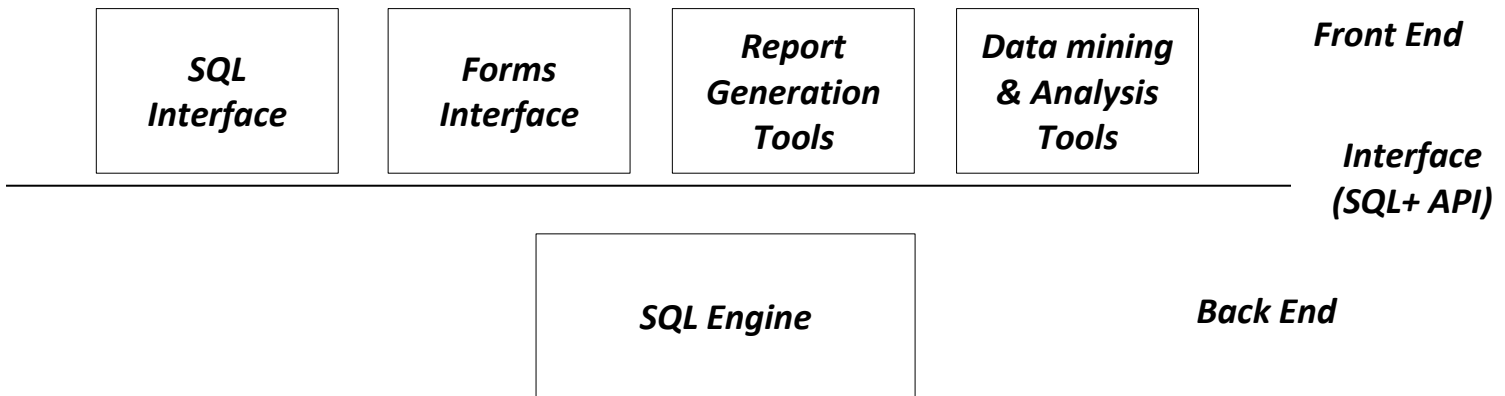 SQL
Interface
Forms
Interface
Report
Generation
Tools
Data mining
& Analysis
Tools
Front End
Interface
(SQL+ API)
SQL Engine
Back End